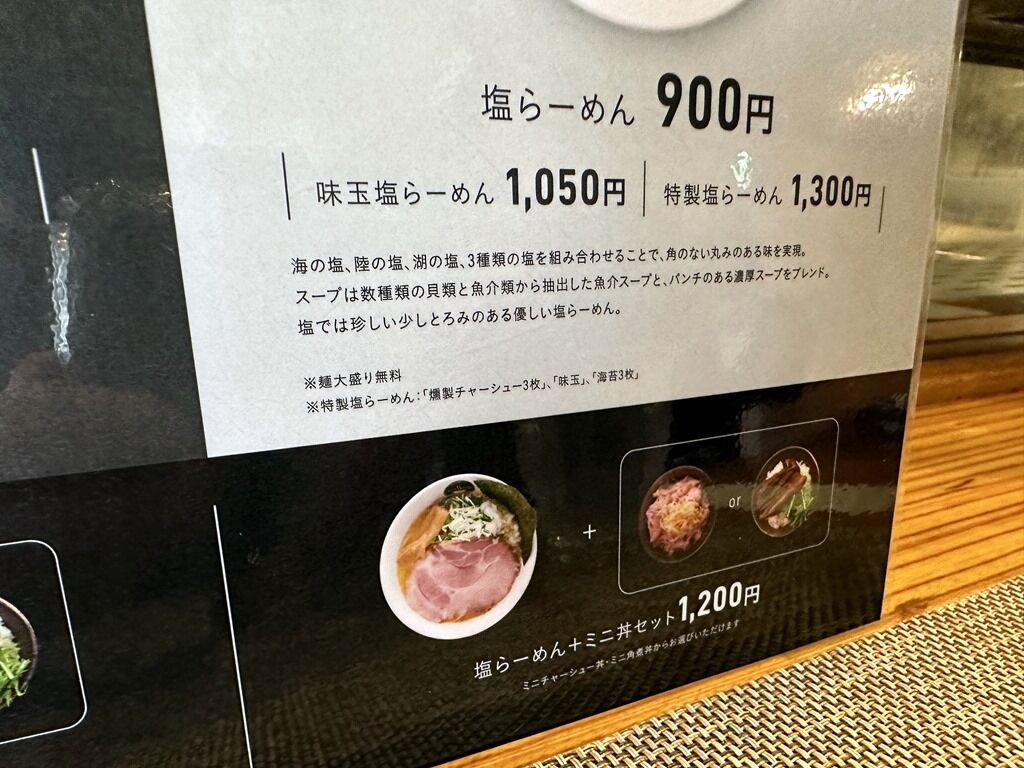 塩らーめん 900円
味玉塩らーめん 1,050円 特製塩らーめん 1,300円
海の塩、陸の塩、湖の塩、3種類の塩を組み合わせることで、角のない丸みのある味を実現。
スープは数種類の貝類と魚介類から抽出した魚介スープと、パンチのある濃厚スープをブレンド。
塩では珍しい少しとろみのある優しい塩らーめん。
※麺大盛り無料
※特製塩らーめん:「燻製チャーシュー3枚」、「味玉」、「海苔3枚」
+ or
塩らーめん+ミニ丼セット1,200円
ミニチャーシュー丼・ミニ角煮丼からお選びいただけます